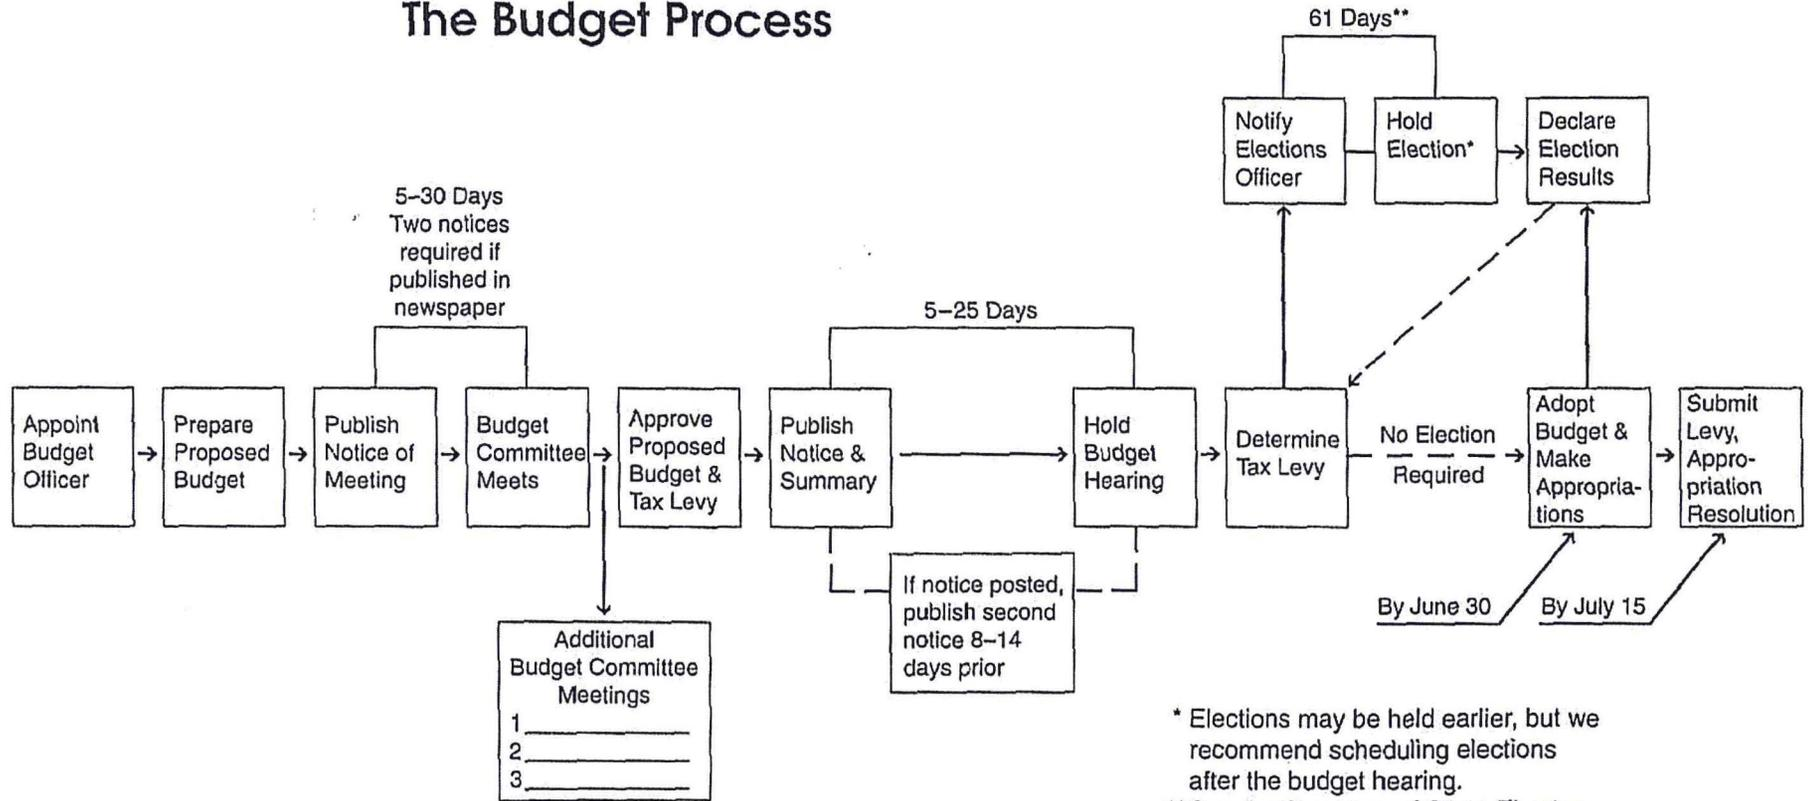 The Budget Process
61 Days**
Notify
Elections
Officer
Hold
Election*
Declare
Election
Results
5–30 Days
Two notices
required if
published in
newspaper
5–25 Days
Appoint
Budget
Officer
Prepare
Proposed
Budget
Publish
Notice of
Meeting
Budget
Committee
Meets
Approve
Proposed
Budget &
Tax Levy
Publish
Notice &
Summary
Hold
Budget
Hearing
Determine
Tax Levy
No Election
Required
Adopt
Budget &
Make
Appropria-
tions
Submit
Levy,
Appro-
priation
Resolution
If notice posted,
publish second
notice 8–14
days prior
By June 30
By July 15
Additional
Budget Committee
Meetings
1
2
3
* Elections may be held earlier, but we
recommend scheduling elections
after the budget hearing.